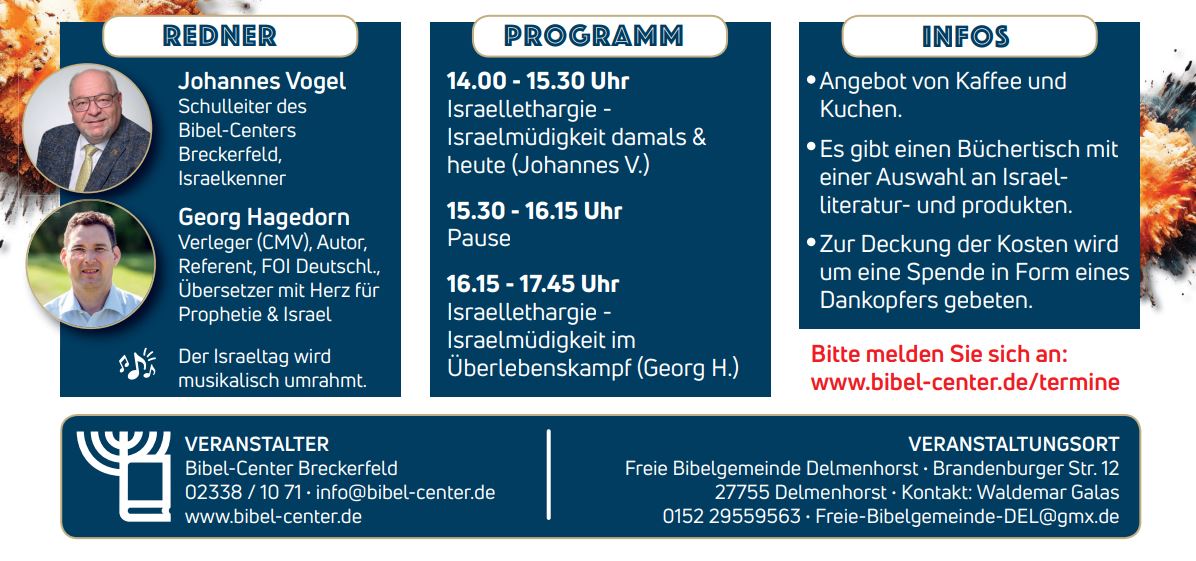 REDNER
Johannes Vogel
Schulleiter des
Bibel-Centers
Breckerfeld,
Israelkenner
Georg Hagedorn
Verleger (CMV), Autor,
Referent, FOI Deutschl.,
Übersetzer mit Herz für
Prophetie & Israel
Der Israeltag wird
musikalisch umrahmt.
PROGRAMM
14.00 - 15.30 Uhr
Israellethargie -
Israelmüdigkeit damals &
heute (Johannes V.)
15.30 - 16.15 Uhr
Pause
16.15 - 17.45 Uhr
Israellethargie -
Israelmüdigkeit im
Überlebenskampf (Georg H.)
INFOS
• Angebot von Kaffee und
Kuchen.
• Es gibt einen Büchertisch mit
einer Auswahl an Israel-
literatur- und produkten.
• Zur Deckung der Kosten wird
um eine Spende in Form eines
Dankopfers gebeten.
Bitte melden Sie sich an:
www.bibel-center.de/termine
VERANSTALTER
Bibel-Center Breckerfeld
02338 / 10 71 · info@bibel-center.de
www.bibel-center.de
VERANSTALTUNGSORT
Freie Bibelgemeinde Delmenhorst · Brandenburger Str. 12
27755 Delmenhorst · Kontakt: Waldemar Galas
0152 29559563 · Freie-Bibelgemeinde-DEL@gmx.de